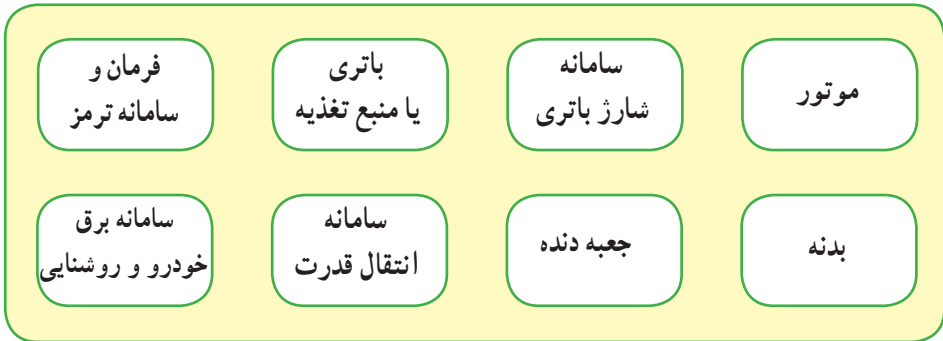 موتور
سامانه
شارژ باتری
باتری
یا منبع تغذیه
فرمان و
سامانه ترمز
بدنه
جعبه دنده
سامانه
انتقال قدرت
سامانه برق
خودرو و روشنایی